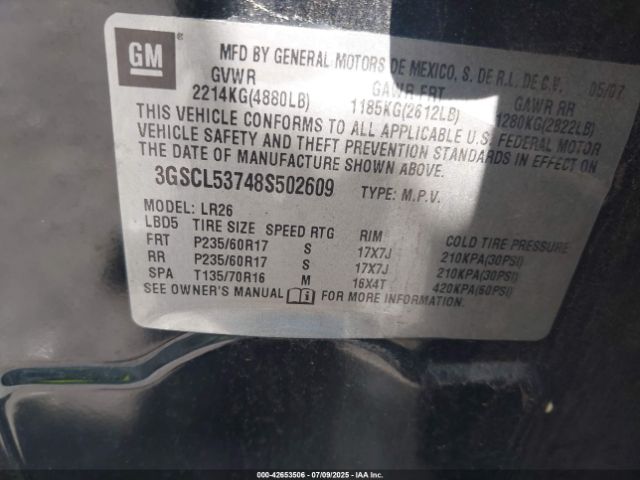 GM ®
MFD BY GENERAL MOTORS DE MEXICO, S. DE R.L. DE C.V. 05/07
GVWR GAWR FRT GAWR RR
2214KG(4880LB) 1185KG(2612LB) 1280KG(2822LB)
THIS VEHICLE CONFORMS TO ALL APPLICABLE U.S. FEDERAL MOTOR
VEHICLE SAFETY AND THEFT PREVENTION STANDARDS IN EFFECT ON
THE DATE OF MANUFACTURE SHOWN ABOVE.
3GSCL53748S502609 TYPE: M.P.V.
MODEL: LR26
LBD5 TIRE SIZE SPEED RTG RIM COLD TIRE PRESSURE
FRT P235/60R17 S 17X7J 210KPA(30PSI)
RR P235/60R17 S 17X7J 210KPA(30PSI)
SPA T135/70R16 M 16X4T 420KPA(60PSI)
SEE OWNER'S MANUAL FOR MORE INFORMATION.
000-42653506 - 07/09/2025 - IAAI.COM